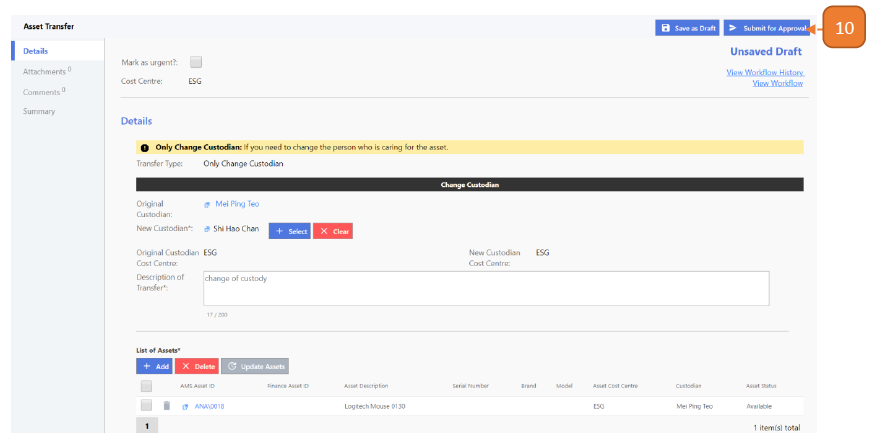 Asset Transfer
Save as Draft
Submit for Approval
10
Details
Attachments 0
Comments 0
Summary
Unsaved Draft
View Workflow History
View Workflow
Mark as urgent?:
Cost Centre: ESG
Details
Only Change Custodian: If you need to change the person who is caring for the asset.
Transfer Type: Only Change Custodian
Change Custodian
Original Custodian: Mei Ping Teo
New Custodian*: Shi Hao Chan + Select X Clear
Original Custodian Cost Centre: ESG
New Custodian Cost Centre: ESG
Description of Transfer*: change of custody
17 / 800
List of Assets*
+ Add X Delete Update Assets
AMS Asset ID Finance Asset ID Asset Description Serial Number Brand Model Asset Cost Centre Custodian Asset Status
ANA\0018 Logitech Mouse 0130 ESG Mei Ping Teo Available
1
1 item(s) total